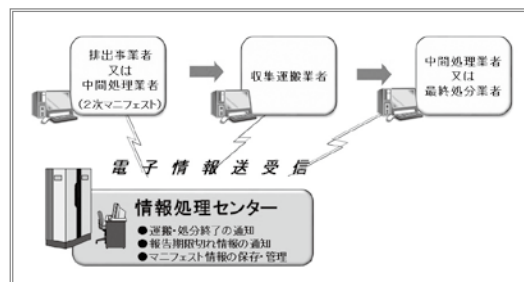 排出事業者
又は
中間処理業者
(2次マニフェスト)
収集運搬業者
中間処理業者
又は
最終処分業者
電子情報送受信
情報処理センター
●運搬・処分終了の通知
●報告期限切れ情報の通知
●マニフェスト情報の保存・管理